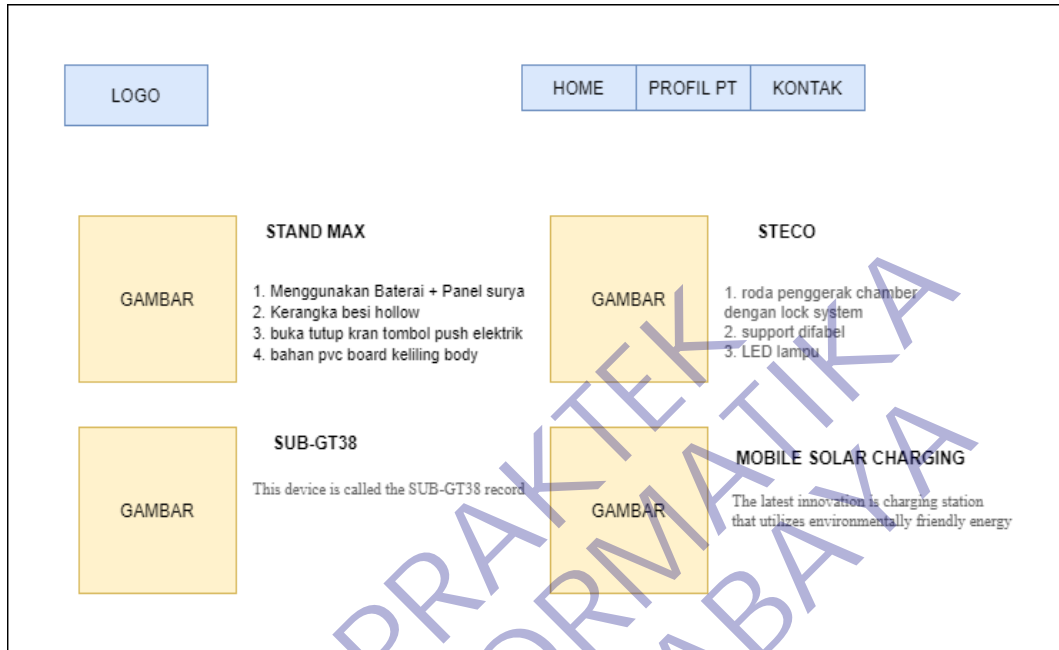 LOGO
HOME PROFIL PT KONTAK
GAMBAR
STAND MAX
1. Menggunakan Baterai + Panel surya
2. Kerangka besi hollow
3. buka tutup kran tombol push elektrik
4. bahan pvc board keliling body
GAMBAR
STECO
1. roda penggerak chamber
dengan lock system
2. support difabel
3. LED lampu
GAMBAR
SUB-GT38
This device is called the SUB-GT38 record
GAMBAR
MOBILE SOLAR CHARGING
The latest innovation is charging station
that utilizes environmentally friendly energy
PRAKTEK
ORMATIKA
ABAYA